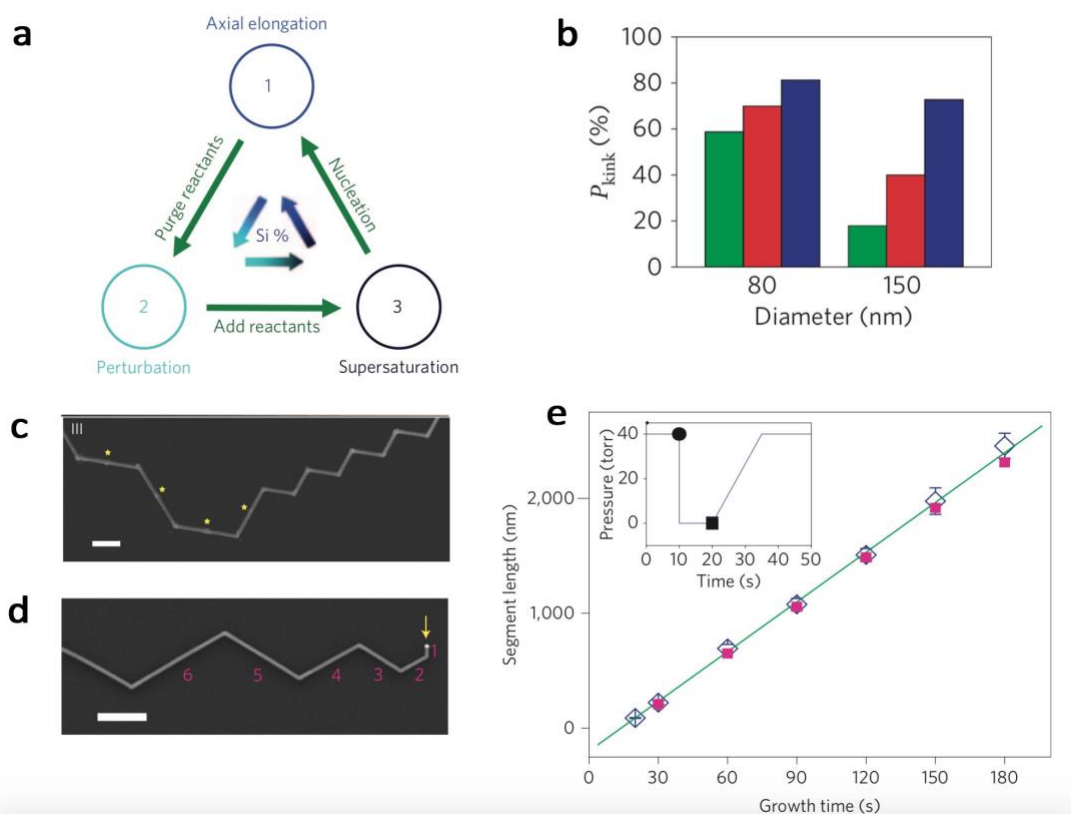 a
Axial elongation
1
Purge reactants
Nucleation
Si %
2
3
Add reactants
Perturbation
Supersaturation
b
100
80
60
40
20
0
Pkink (%)
80
150
Diameter (nm)
c
III
d
6
5
4
3
2
1
e
Segment length (nm)
2,000
1,000
0
Pressure (torr)
40
20
0
0
10
20
30
40
50
Time (s)
0
30
60
90
120
150
180
Growth time (s)